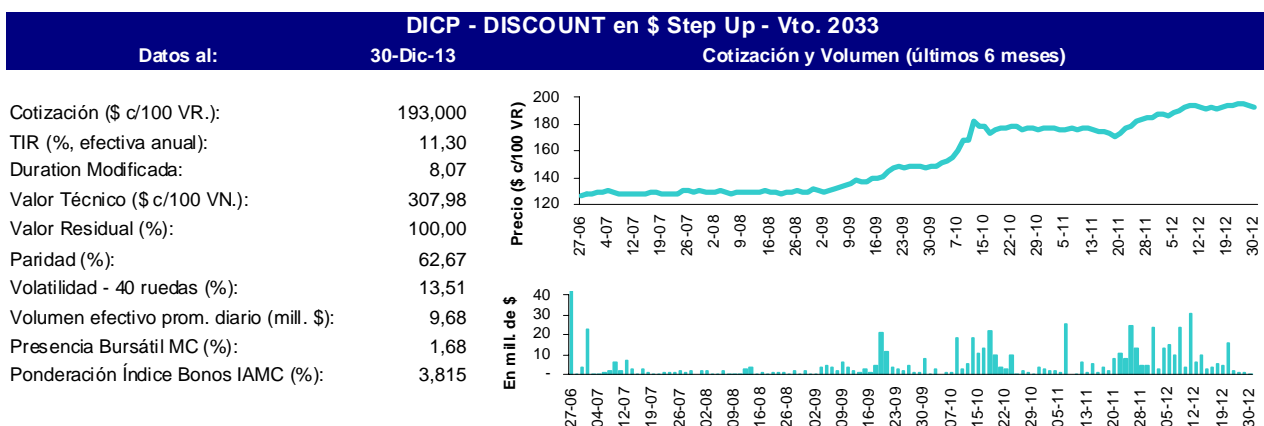 DICP - DISCOUNT en $ Step Up - Vto. 2033
Datos al: 30-Dic-13 Cotización y Volumen (últimos 6 meses)
Cotización ($ c/100 VR.): 193,000
TIR (%, efectiva anual): 11,30
Duration Modificada: 8,07
Valor Técnico ($ c/100 VN.): 307,98
Valor Residual (%): 100,00
Paridad (%): 62,67
Volatilidad - 40 ruedas (%): 13,51
Volumen efectivo prom. diario (mill. $): 9,68
Presencia Bursátil MC (%): 1,68
Ponderación Índice Bonos IAMC (%): 3,815
Precio ($ c/100 VR)
200
180
160
140
120
27-06 4-07 12-07 19-07 26-07 2-08 9-08 16-08 26-08 2-09 9-09 16-09 23-09 30-09 7-10 15-10 22-10 29-10 5-11 13-11 20-11 28-11 5-12 12-12 19-12 30-12
En mill. de $
40
30
20
10
-
27-06 04-07 12-07 19-07 26-07 02-08 09-08 16-08 26-08 02-09 09-09 16-09 23-09 30-09 07-10 15-10 22-10 29-10 05-11 13-11 20-11 28-11 05-12 12-12 19-12 30-12